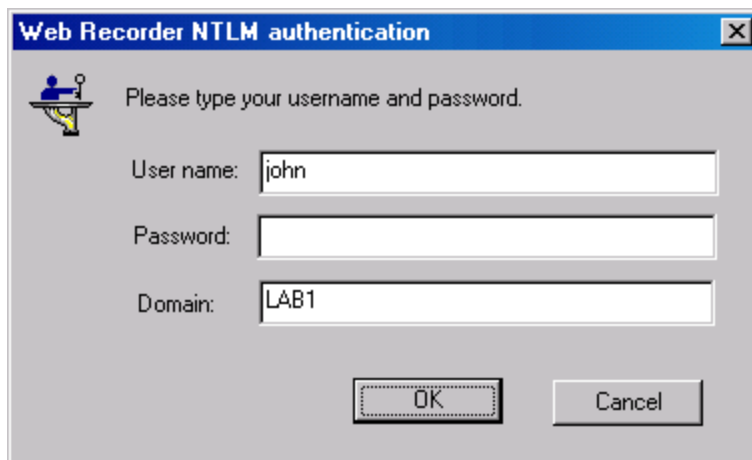 Web Recorder NTLM authentication
Please type your username and password.
User name: john
Password:
Domain: LAB1
OK Cancel